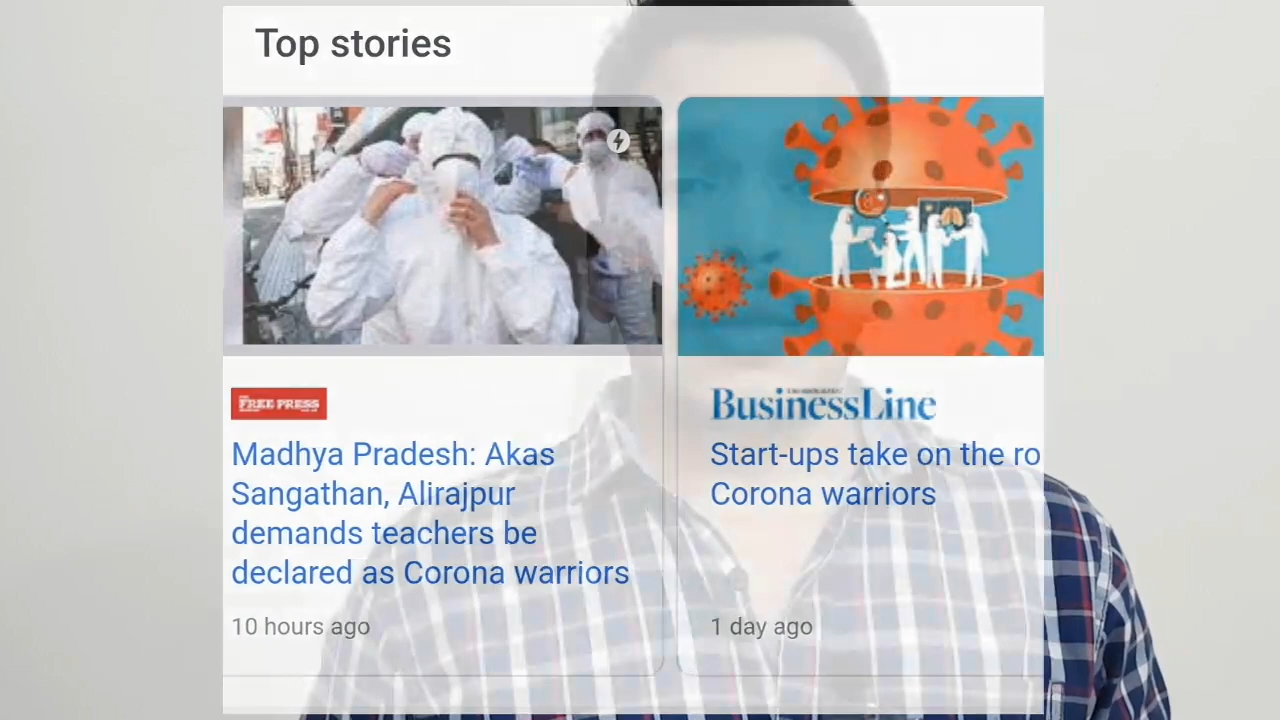 Top stories
FREE PRESS
Madhya Pradesh: Akas
Sangathan, Alirajpur
demands teachers be
declared as Corona warriors
10 hours ago
BusinessLine
Start-ups take on the ro
Corona warriors
1 day ago